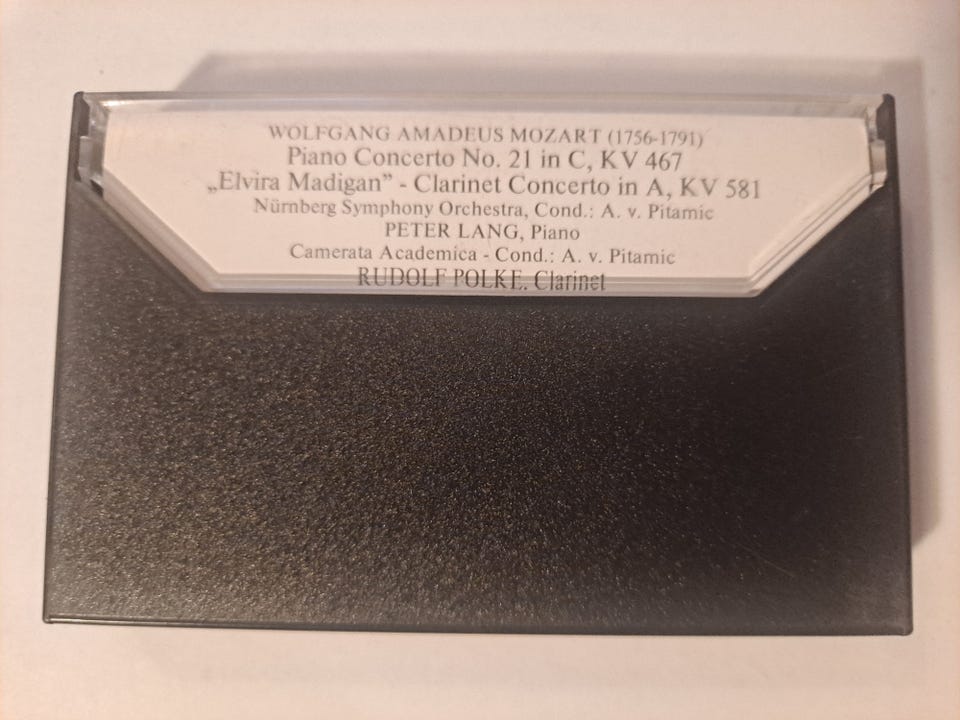 WOLFGANG AMADEUS MOZART (1756-1791)
Piano Concerto No. 21 in C, KV 467
„Elvira Madigan” - Clarinet Concerto in A, KV 581
Nürnberg Symphony Orchestra, Cond.: A. v. Pitamic
PETER LANG, Piano
Camerata Academica - Cond.: A. v. Pitamic
RUDOLF POLKE, Clarinet